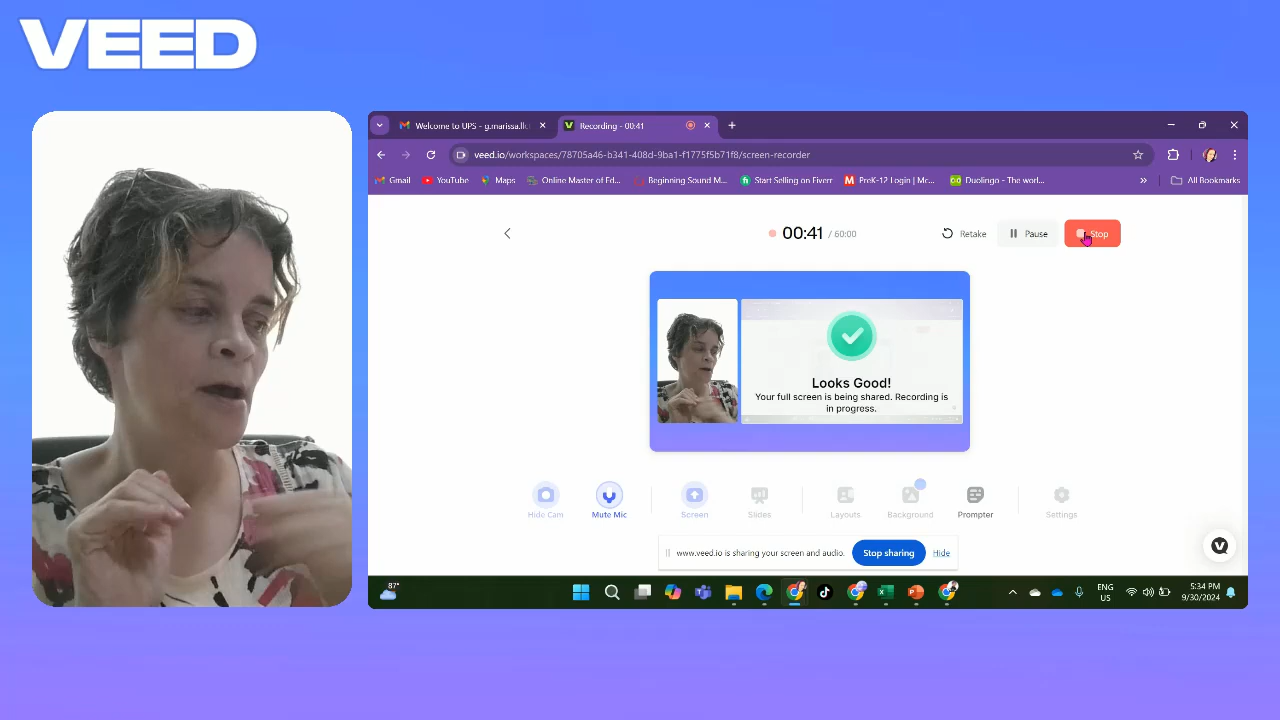 VEED
Welcome to UPS - g.marissa.llc
Recording - 00:41
veed.io/workspaces/78705a46-b341-408d-9ba1-f1775f5b71f8/screen-recorder
Gmail
YouTube
Maps
Online Master of Ed...
Beginning Sound M...
Start Selling on Fiverr
PreK-12 Login | Mc...
Duolingo - The worl...
»
All Bookmarks
00:41 / 60:00
Retake
Pause
Stop
Looks Good!
Your full screen is being shared. Recording is
in progress.
Hide Cam
Mute Mic
Screen
Slides
Layouts
Background
Prompter
Settings
www.veed.io is sharing your screen and audio.
Stop sharing
Hide
87°
ENG
US
5:34 PM
9/30/2024